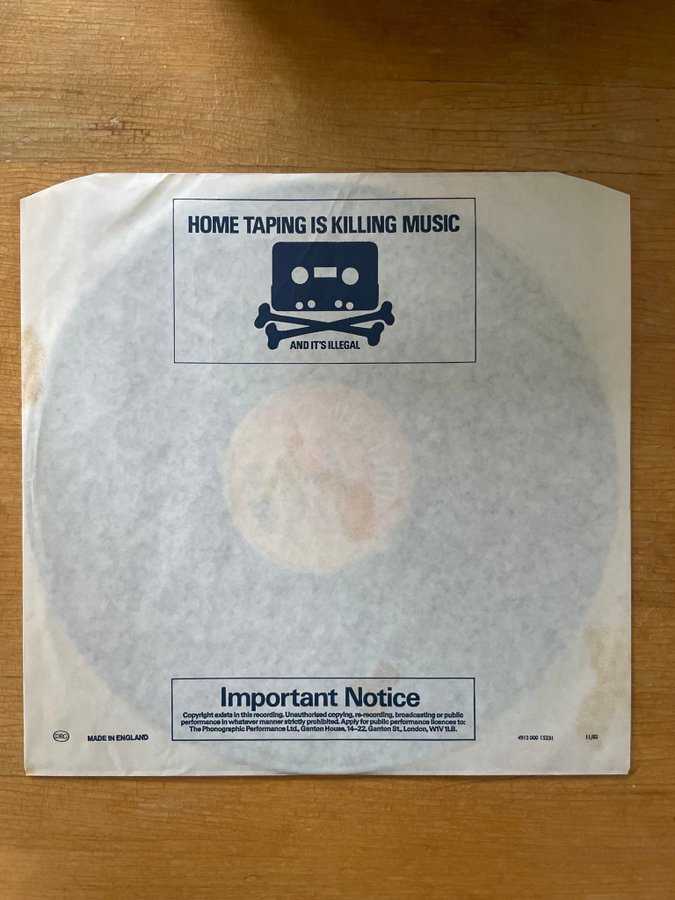 HOME TAPING IS KILLING MUSIC
AND IT'S ILLEGAL
Important Notice
Copyright exists in this recording. Unauthorised copying, re-recording, broadcasting or public
performance in whatever manner strictly prohibited. Apply for public performance licences to:
The Phonographic Performance Ltd., Ganton House, 14–22, Ganton St., London, W1V 1LB.
MADE IN ENGLAND
11/82